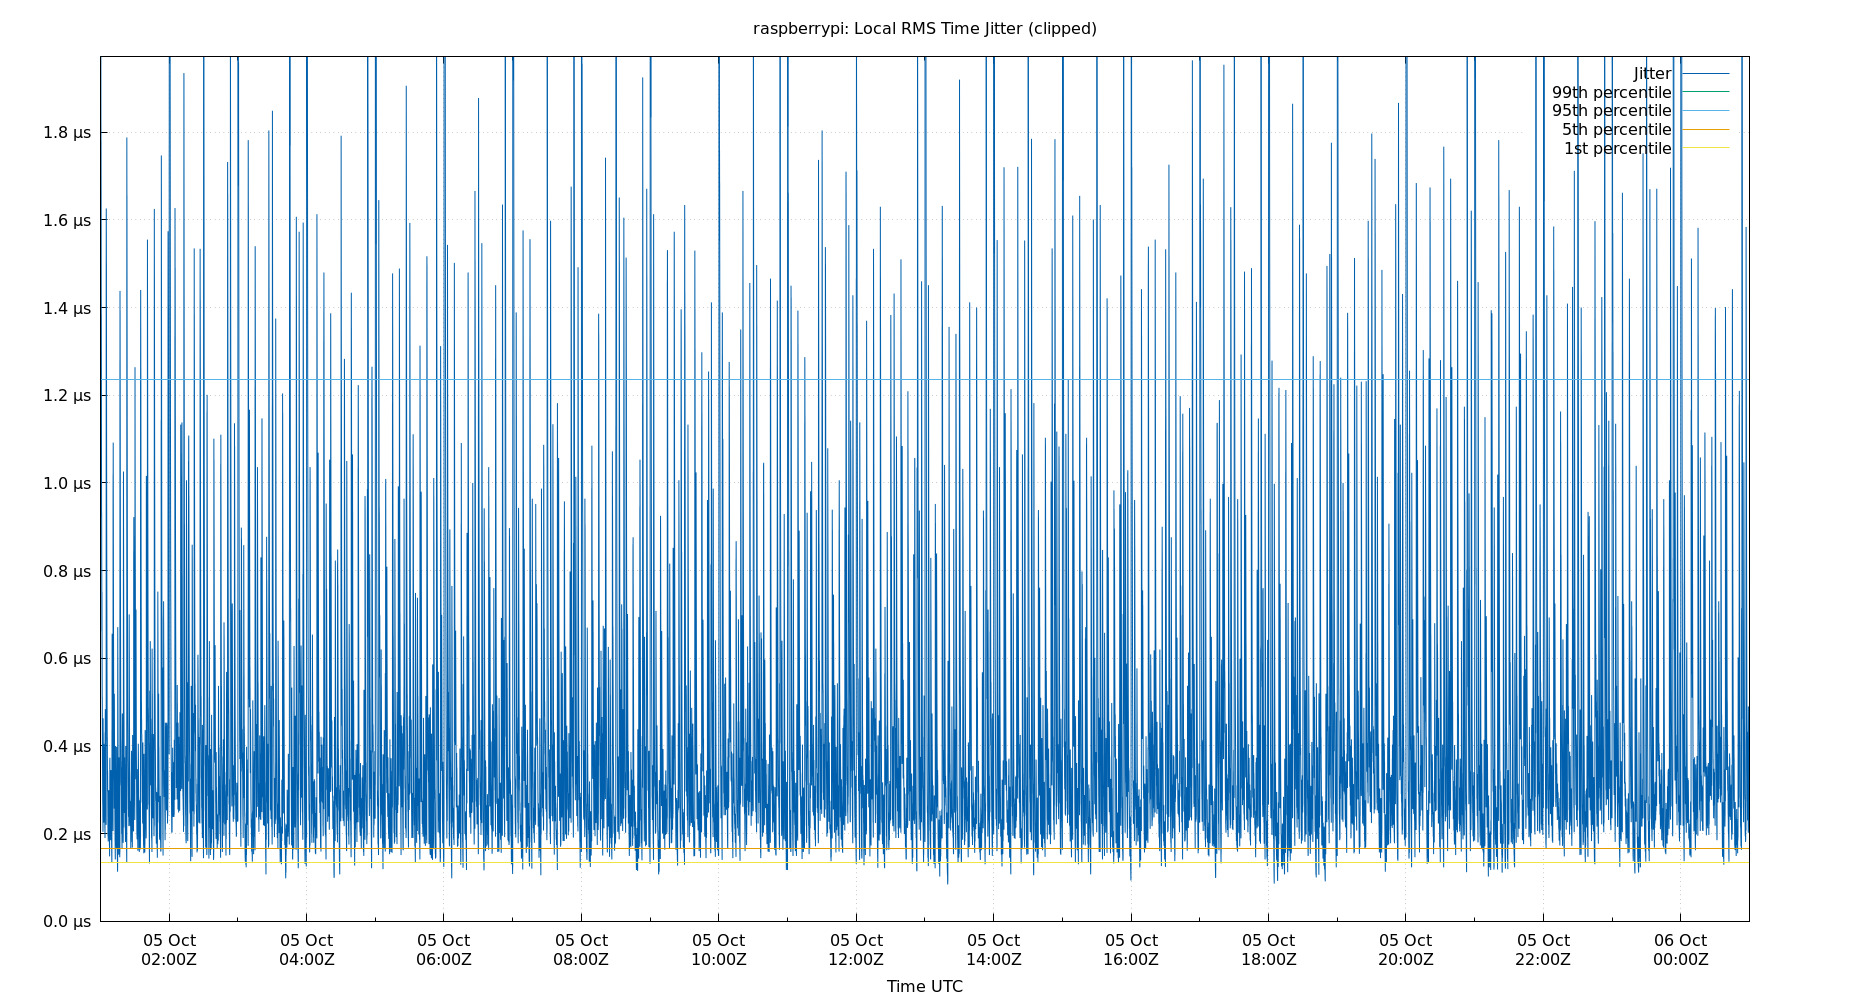 raspberrypi: Local RMS Time Jitter (clipped)
Jitter
99th percentile
95th percentile
5th percentile
1st percentile
1.8 µs
1.6 µs
1.4 µs
1.2 µs
1.0 µs
0.8 µs
0.6 µs
0.4 µs
0.2 µs
0.0 µs
05 Oct 05 Oct 05 Oct 05 Oct 05 Oct 05 Oct 05 Oct 05 Oct 05 Oct 05 Oct 05 Oct 06 Oct
02:00Z 04:00Z 06:00Z 08:00Z 10:00Z 12:00Z 14:00Z 16:00Z 18:00Z 20:00Z 22:00Z 00:00Z
Time UTC